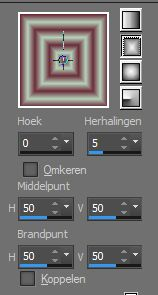 Hoek Herhalingen
0 5
Omkeren
Middelpunt
H 50 V 50
Brandpunt
H 50 V 50
Koppelen